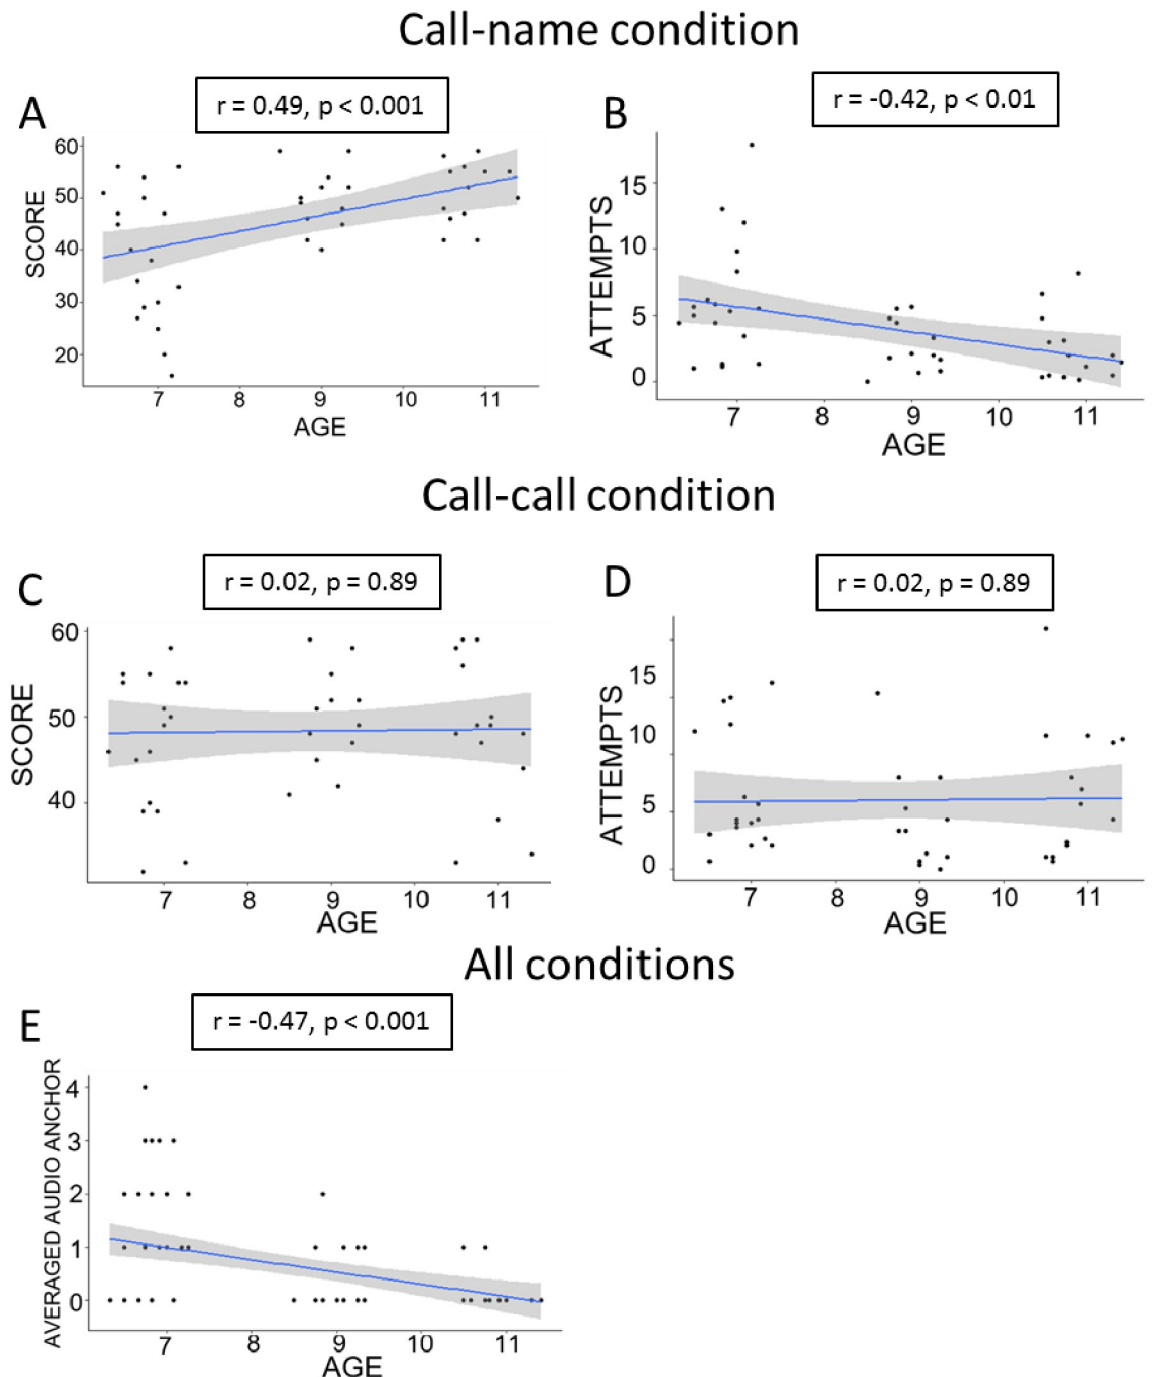 Call-name condition
A
r = 0.49, p < 0.001
B
r = -0.42, p < 0.01
SCORE
60
50
40
30
20
7 8 9 10 11
AGE
ATTEMPTS
15
10
5
0
7 8 9 10 11
AGE
Call-call condition
C
r = 0.02, p = 0.89
D
r = 0.02, p = 0.89
SCORE
60
50
40
7 8 9 10 11
AGE
ATTEMPTS
15
10
5
0
7 8 9 10 11
AGE
All conditions
E
r = -0.47, p < 0.001
AVERAGED AUDIO ANCHOR
4
3
2
1
0
7 8 9 10 11
AGE